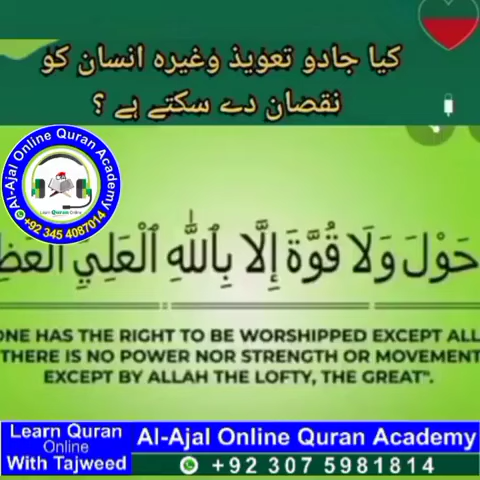 کیا جادو تعویذ وغیرہ انسان کو
نقصان دے سکتے ہے ؟
Al-Ajal Online Quran Academy
Learn Quran Online
+92 345 4087014
حَوْلَ وَلَا قُوَّةَ إِلَّا بِاللَّهِ الْعَلِيِّ الْعَظِ
ONE HAS THE RIGHT TO BE WORSHIPPED EXCEPT ALL
THERE IS NO POWER NOR STRENGTH OR MOVEMENT
EXCEPT BY ALLAH THE LOFTY, THE GREAT".
Learn Quran
Online
With Tajweed
Al-Ajal Online Quran Academy
+92 307 5981814